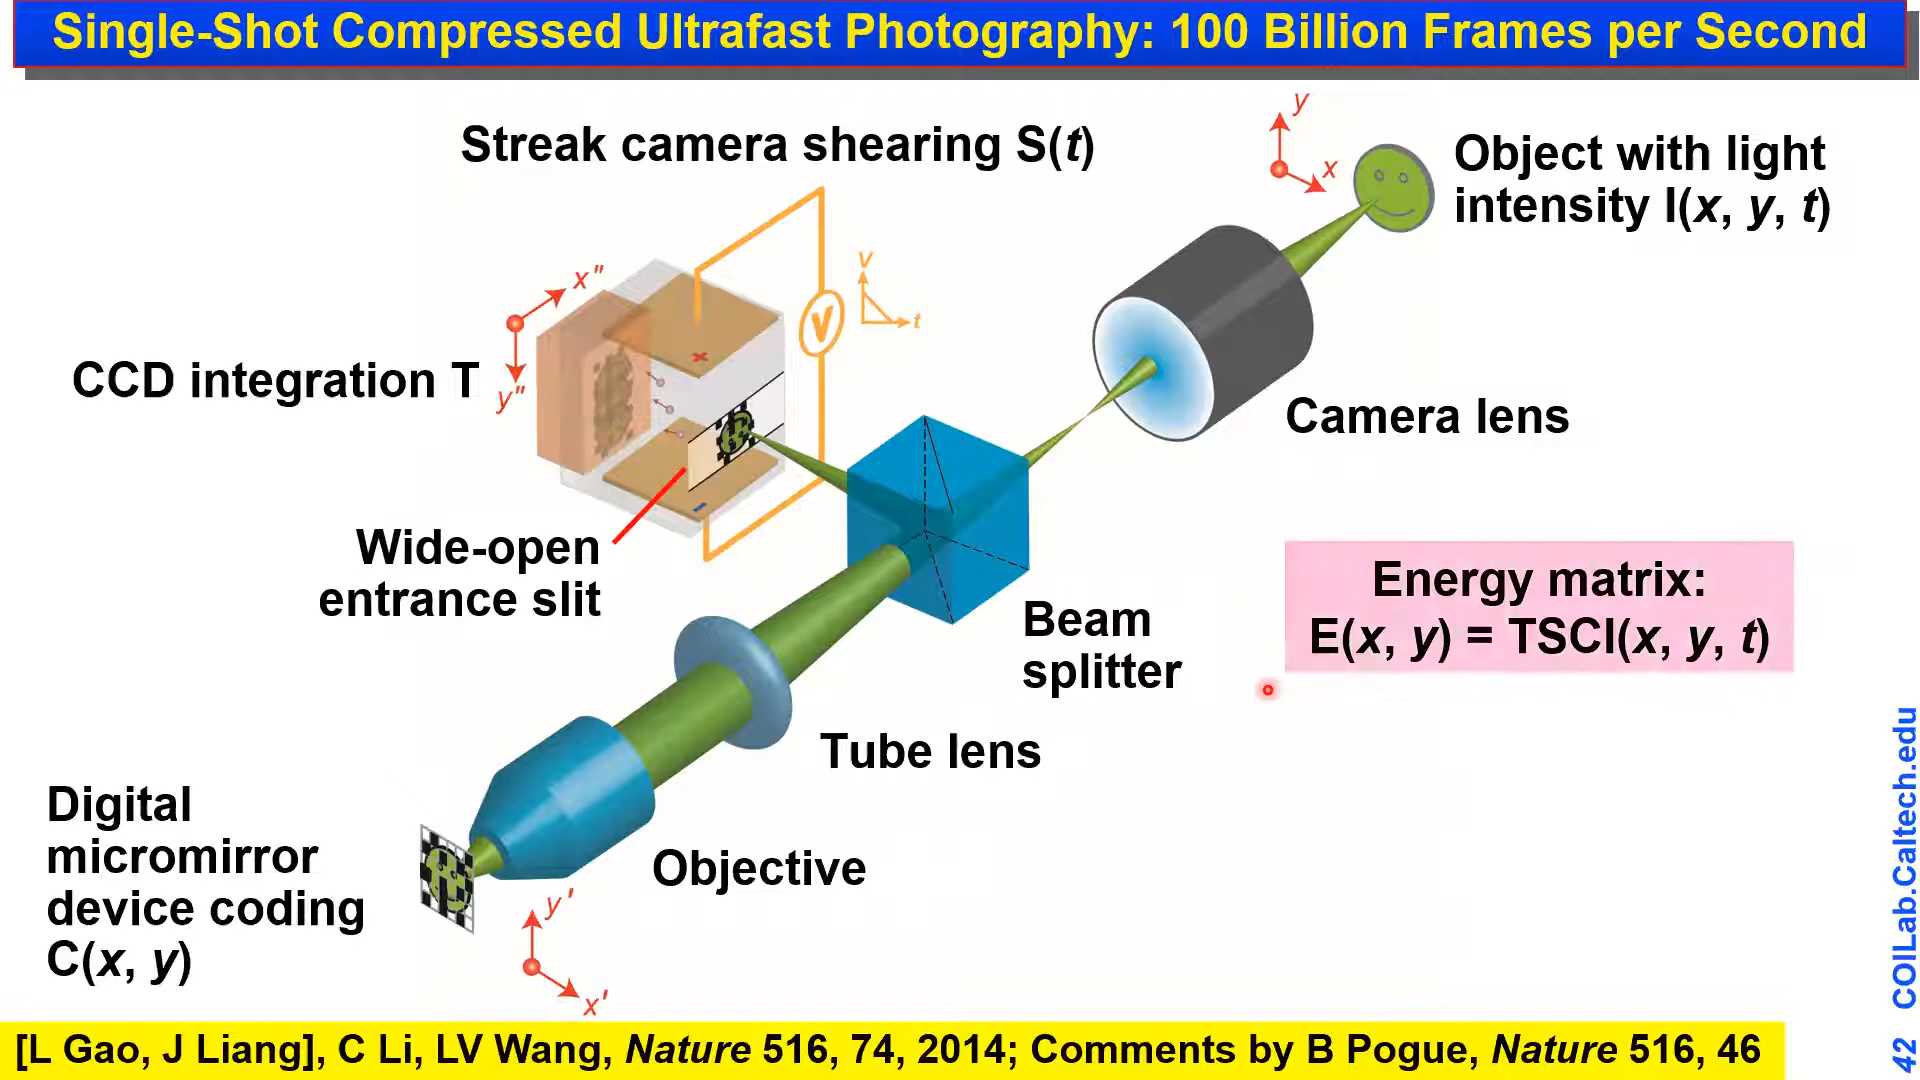 Single-Shot Compressed Ultrafast Photography: 100 Billion Frames per Second
Streak camera shearing S(t)
y
x
Object with light
intensity I(x, y, t)
x"
y"
V
v
t
+
-
CCD integration T
Camera lens
Wide-open
entrance slit
Beam
splitter
Energy matrix:
E(x, y) = TSCI(x, y, t)
Tube lens
Digital
micromirror
device coding
C(x, y)
Objective
y'
x'
[L Gao, J Liang], C Li, LV Wang, Nature 516, 74, 2014; Comments by B Pogue, Nature 516, 46
42 COILab.Caltech.edu